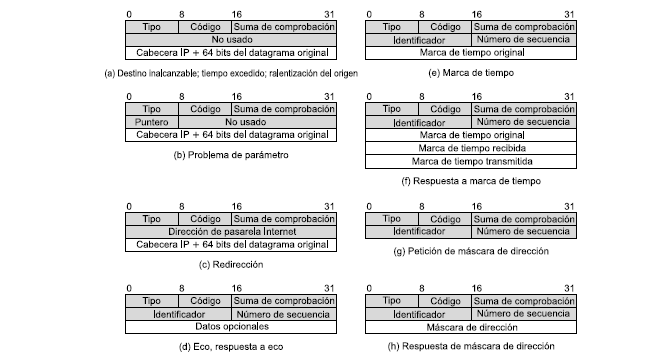 0 8 16 31
Tipo Código Suma de comprobación
No usado
Cabecera IP + 64 bits del datagrama original
(a) Destino inalcanzable; tiempo excedido; ralentización del origen
0 8 16 31
Tipo Código Suma de comprobación
Puntero No usado
Cabecera IP + 64 bits del datagrama original
(b) Problema de parámetro
0 8 16 31
Tipo Código Suma de comprobación
Dirección de pasarela Internet
Cabecera IP + 64 bits del datagrama original
(c) Redirección
0 8 16 31
Tipo Código Suma de comprobación
Identificador Número de secuencia
Datos opcionales
(d) Eco, respuesta a eco
0 8 16 31
Tipo Código Suma de comprobación
Identificador Número de secuencia
Marca de tiempo original
(e) Marca de tiempo
0 8 16 31
Tipo Código Suma de comprobación
Identificador Número de secuencia
Marca de tiempo original
Marca de tiempo recibida
Marca de tiempo transmitida
(f) Respuesta a marca de tiempo
0 8 16 31
Tipo Código Suma de comprobación
Identificador Número de secuencia
(g) Petición de máscara de dirección
0 8 16 31
Tipo Código Suma de comprobación
Identificador Número de secuencia
Máscara de dirección
(h) Respuesta de máscara de dirección